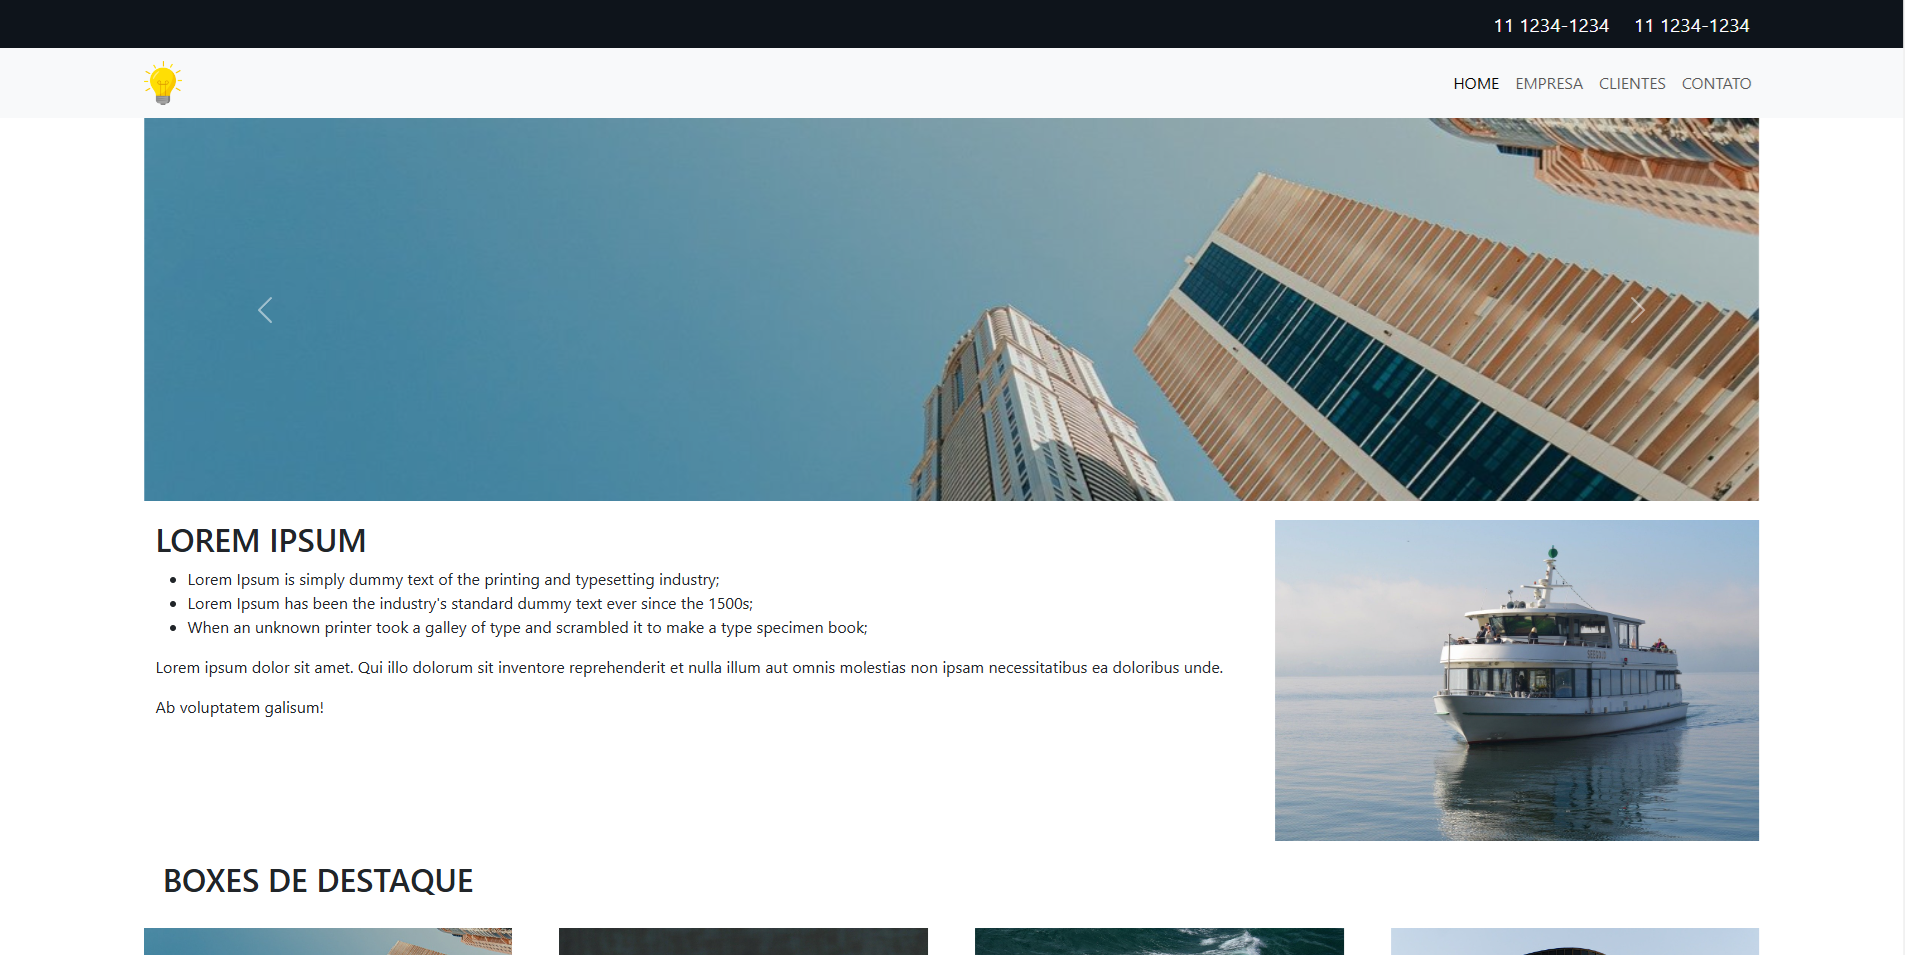 11 1234-1234 11 1234-1234
HOME EMPRESA CLIENTES CONTATO
LOREM IPSUM
Lorem Ipsum is simply dummy text of the printing and typesetting industry;
Lorem Ipsum has been the industry's standard dummy text ever since the 1500s;
When an unknown printer took a galley of type and scrambled it to make a type specimen book;
Lorem ipsum dolor sit amet. Qui illo dolorum sit inventore reprehenderit et nulla illum aut omnis molestias non ipsam necessitatibus ea doloribus unde.
Ab voluptatem galisum!
BOXES DE DESTAQUE